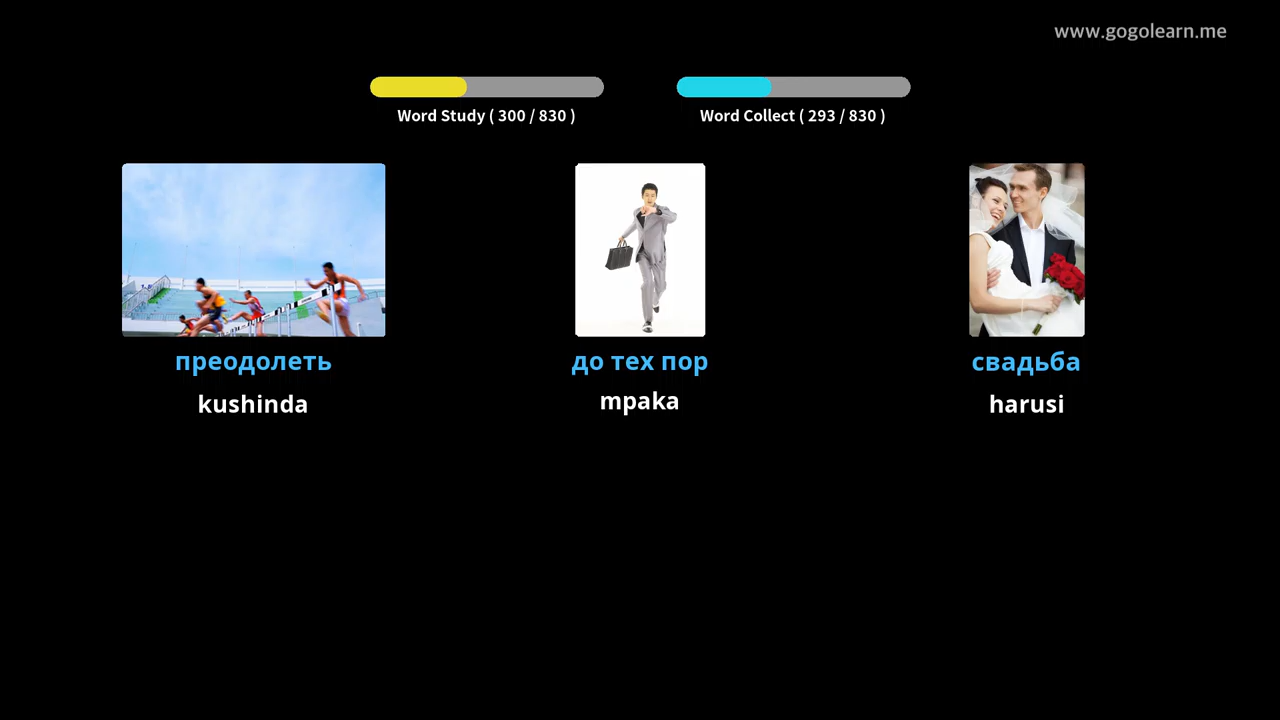 www.gogolearn.me
Word Study ( 300 / 830 )
Word Collect ( 293 / 830 )
преодолеть
до тех пор
свадьба
kushinda
mpaka
harusi